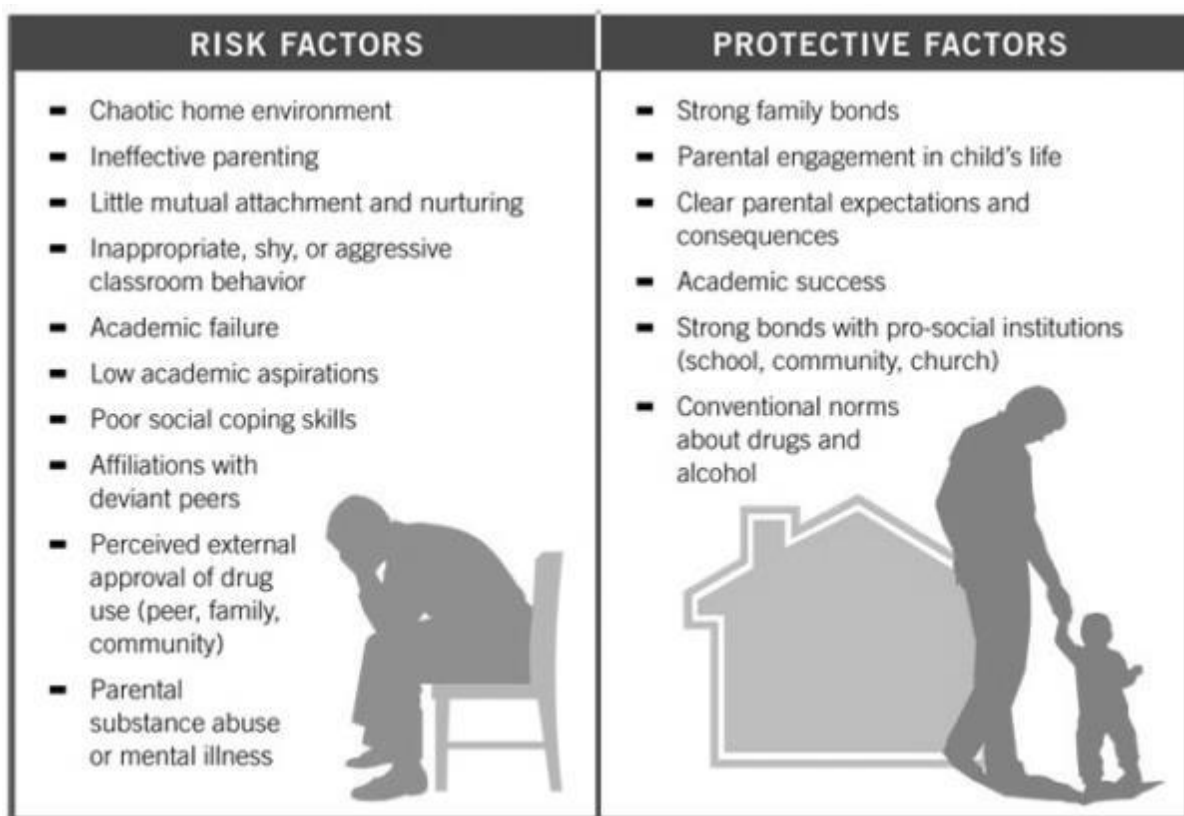 RISK FACTORS
- Chaotic home environment
- Ineffective parenting
- Little mutual attachment and nurturing
- Inappropriate, shy, or aggressive
classroom behavior
- Academic failure
- Low academic aspirations
- Poor social coping skills
- Affiliations with
deviant peers
- Perceived external
approval of drug
use (peer, family,
community)
- Parental
substance abuse
or mental illness
PROTECTIVE FACTORS
- Strong family bonds
- Parental engagement in child's life
- Clear parental expectations and
consequences
- Academic success
- Strong bonds with pro-social institutions
(school, community, church)
- Conventional norms
about drugs and
alcohol